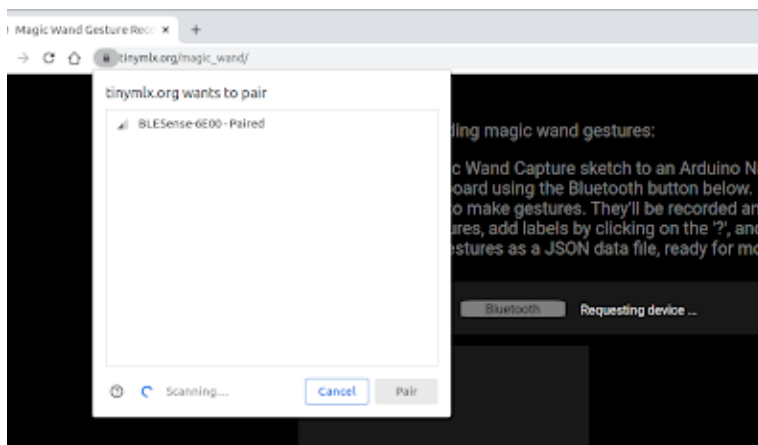 Magic Wand Gesture Rec
tinymlx.org/magic_wand/
tinymlx.org wants to pair
BLESense-6E00 - Paired
Scanning...
Cancel
Pair
ding magic wand gestures:
c Wand Capture sketch to an Arduino N
oard using the Bluetooth button below.
o make gestures. They'll be recorded an
ures, add labels by clicking on the '?', and
estures as a JSON data file, ready for mo
Bluetooth
Requesting device ...